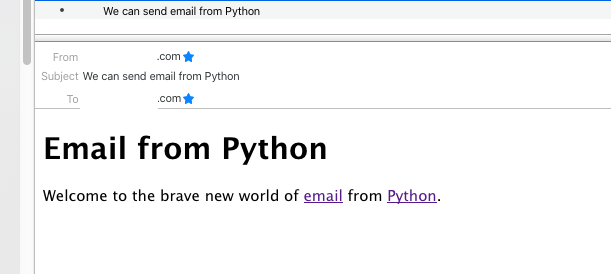 • We can send email from Python
From .com
Subject We can send email from Python
To .com
Email from Python
Welcome to the brave new world of email from Python.